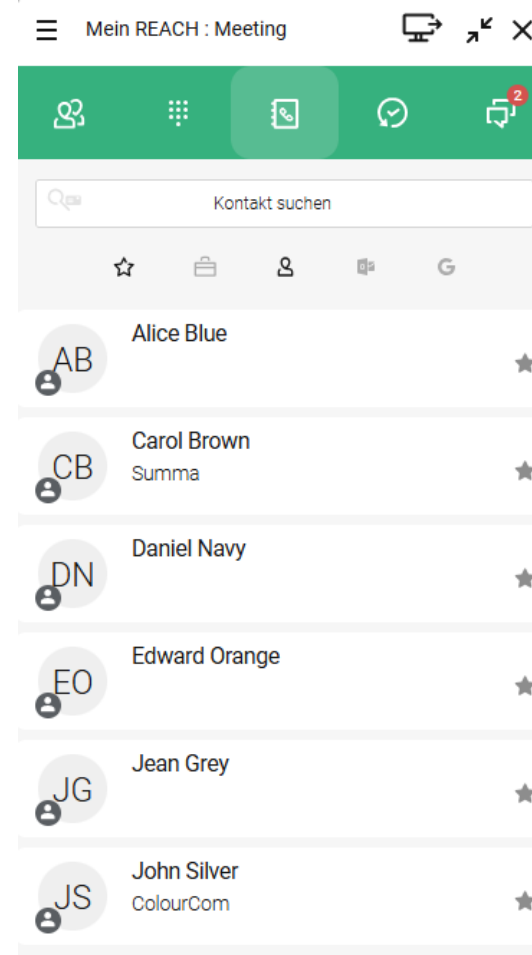 Mein REACH : Meeting
2
Kontakt suchen
G
AB
Alice Blue
CB
Carol Brown
Summa
DN
Daniel Navy
EO
Edward Orange
JG
Jean Grey
JS
John Silver
ColourCom